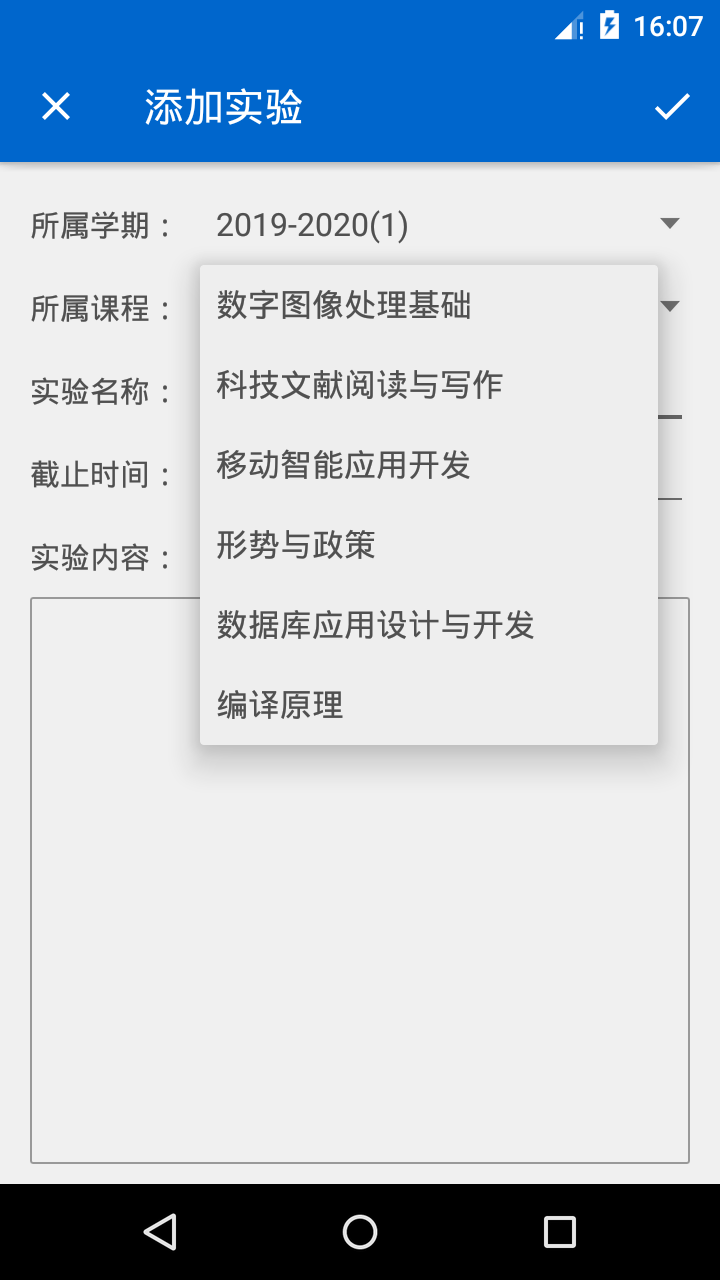 16:07
添加实验
所属学期：
2019-2020(1)
所属课程：
数字图像处理基础
科技文献阅读与写作
实验名称：
移动智能应用开发
截止时间：
形势与政策
实验内容：
数据库应用设计与开发
编译原理